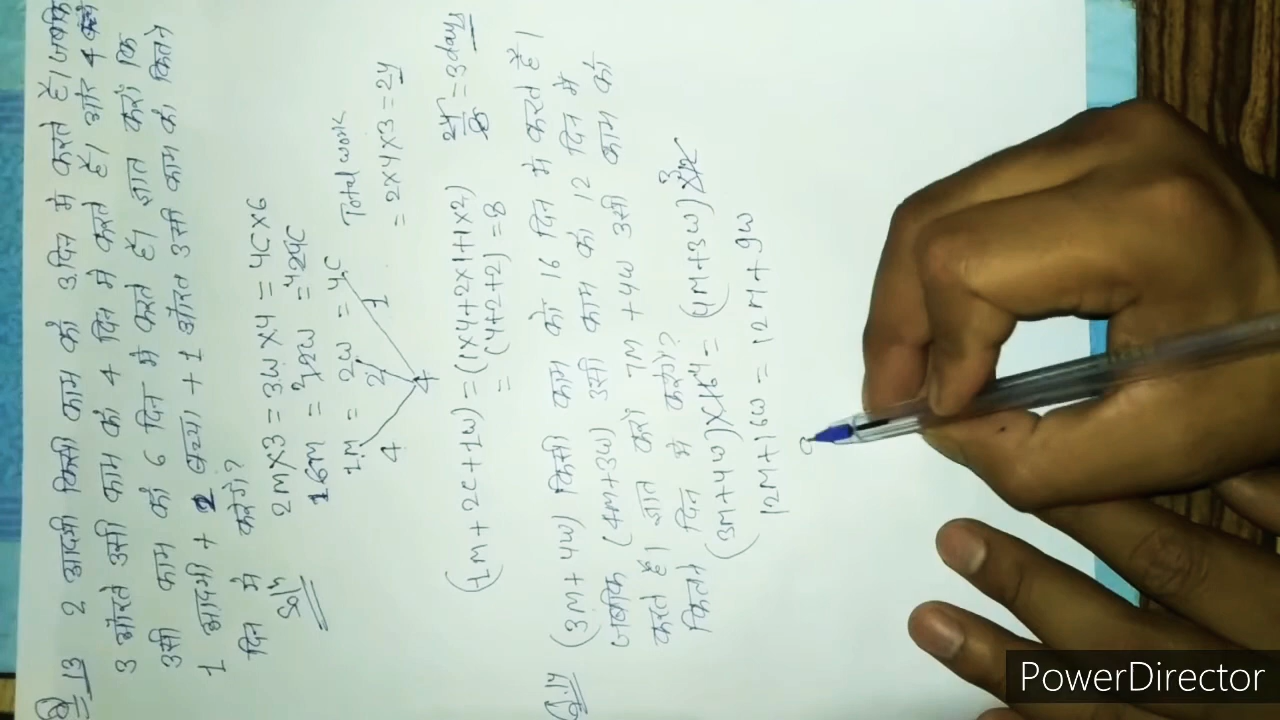 Q.13 2 आदमी किसी काम को 3 दिन मे करते हैं। जबकि
3 औरते उसी काम को 4 दिन मे करते हैं। और 4 बच्चे
उसी काम को 6 दिन मे करते हैं। ज्ञात करो कि
1 आदमी + 2 बच्चा + 1 औरत उसी काम को कितने
दिन मे करेगे?
Solⁿ 2M×3 = 3W×4 = 4C×6
6M = 12W = 24C
1M = 2W = 4C
4 2 1
4
Total work
= 2×4×3 = 24
(1M + 2C + 1W) = (1×4+2×1+1×2)
= (4+2+2) = 8
24/8 = 3 days
Q.14 (3M + 4W) किसी काम को 16 दिन मे करते हैं।
जबकि (4M+3W) उसी काम को 12 दिन मे
करते हैं। ज्ञात करो 7M + 4W उसी काम को
कितने दिन मे करेगे?
(3M+4W)×16 4 = (4M+3W)×12 3
12M+16W = 12M+9W